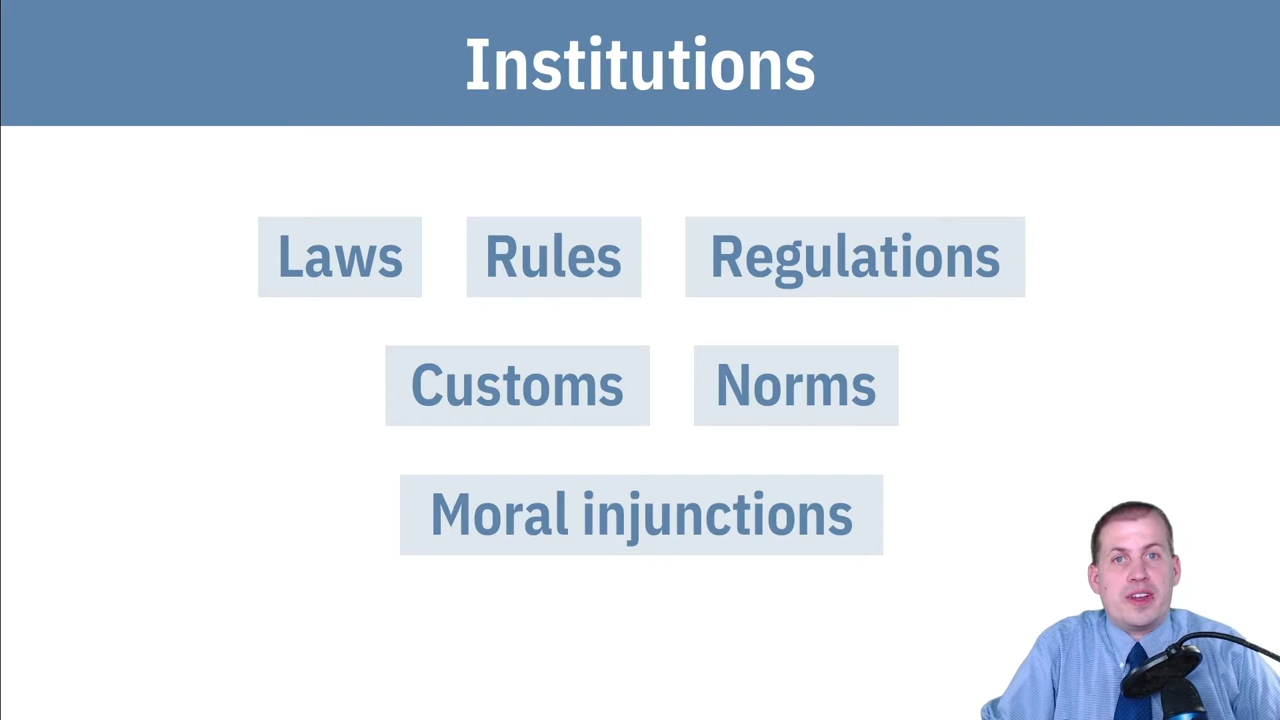 Institutions
Laws Rules Regulations
Customs Norms
Moral injunctions